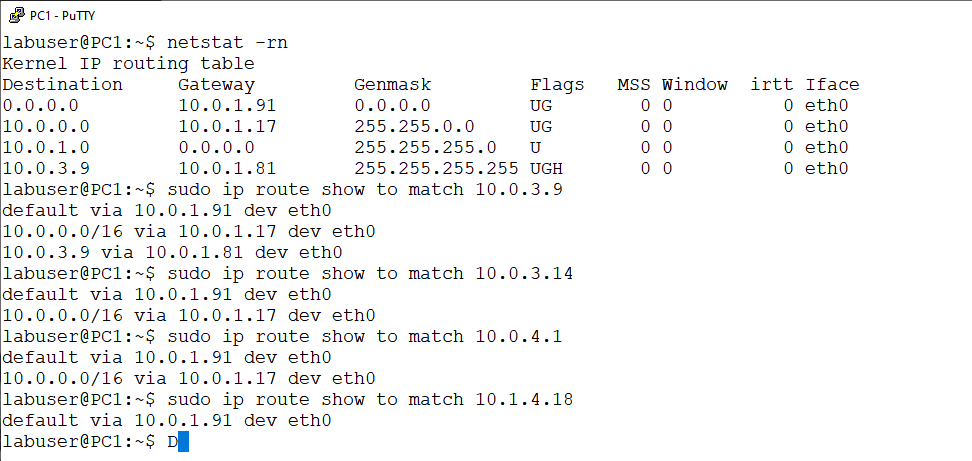 PC1 - PuTTY
labuser@PC1:~$ netstat -rn
Kernel IP routing table
Destination     Gateway         Genmask         Flags   MSS Window  irtt Iface
0.0.0.0         10.0.1.91       0.0.0.0         UG        0 0          0 eth0
10.0.0.0        10.0.1.17       255.255.0.0     UG        0 0          0 eth0
10.0.1.0        0.0.0.0         255.255.255.0   U         0 0          0 eth0
10.0.3.9        10.0.1.81       255.255.255.255 UGH       0 0          0 eth0
labuser@PC1:~$ sudo ip route show to match 10.0.3.9
default via 10.0.1.91 dev eth0
10.0.0.0/16 via 10.0.1.17 dev eth0
10.0.3.9 via 10.0.1.81 dev eth0
labuser@PC1:~$ sudo ip route show to match 10.0.3.14
default via 10.0.1.91 dev eth0
10.0.0.0/16 via 10.0.1.17 dev eth0
labuser@PC1:~$ sudo ip route show to match 10.0.4.1
default via 10.0.1.91 dev eth0
10.0.0.0/16 via 10.0.1.17 dev eth0
labuser@PC1:~$ sudo ip route show to match 10.1.4.18
default via 10.0.1.91 dev eth0
labuser@PC1:~$ D